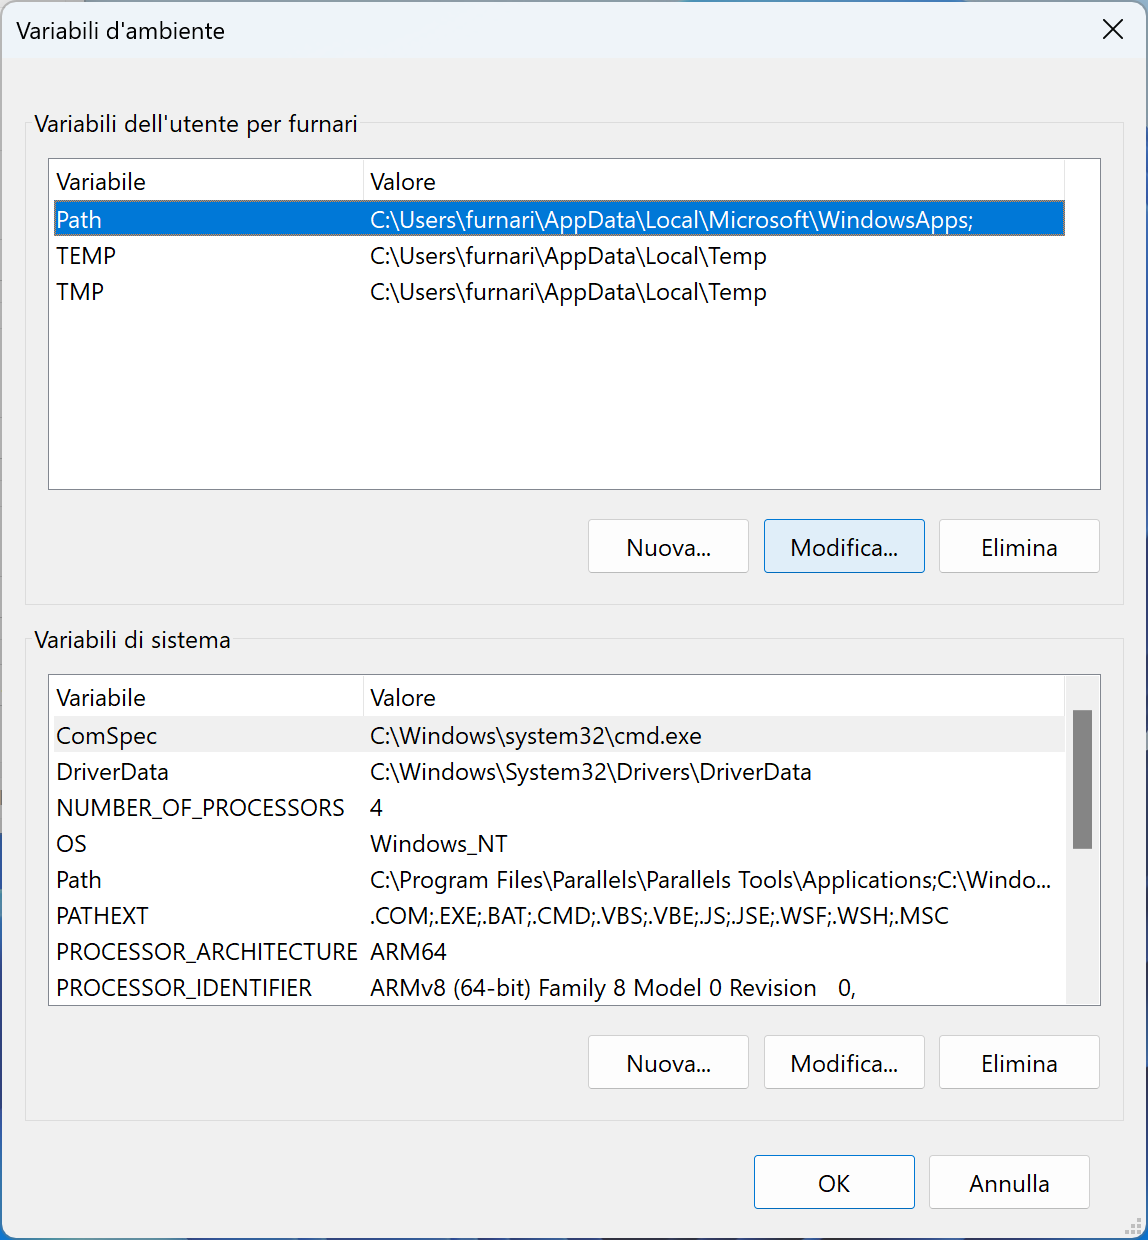 Variabili d'ambiente
Variabili dell'utente per furnari
Variabile Valore
Path C:\Users\furnari\AppData\Local\Microsoft\WindowsApps;
TEMP C:\Users\furnari\AppData\Local\Temp
TMP C:\Users\furnari\AppData\Local\Temp
Nuova... Modifica... Elimina
Variabili di sistema
Variabile Valore
ComSpec C:\Windows\system32\cmd.exe
DriverData C:\Windows\System32\Drivers\DriverData
NUMBER_OF_PROCESSORS 4
OS Windows_NT
Path C:\Program Files\Parallels\Parallels Tools\Applications;C:\Windo...
PATHEXT .COM;.EXE;.BAT;.CMD;.VBS;.VBE;.JS;.JSE;.WSF;.WSH;.MSC
PROCESSOR_ARCHITECTURE ARM64
PROCESSOR_IDENTIFIER ARMv8 (64-bit) Family 8 Model 0 Revision   0,
Nuova... Modifica... Elimina
OK Annulla